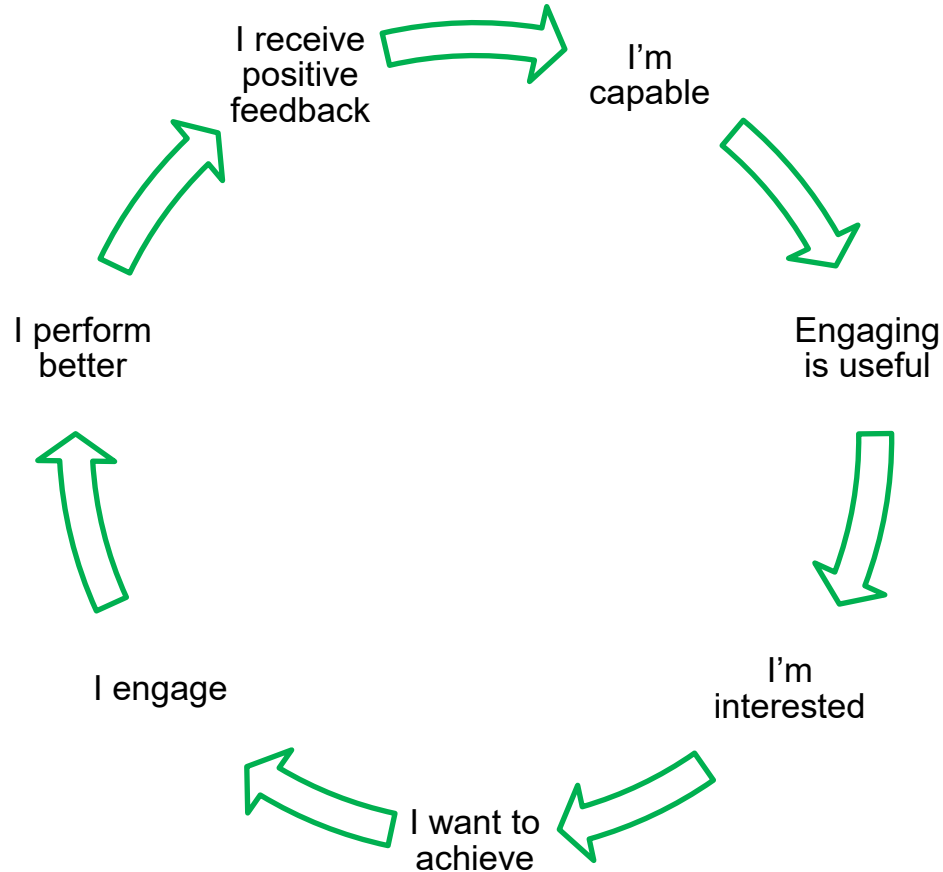 I receive
positive
feedback
I’m
capable
Engaging
is useful
I’m
interested
I want to
achieve
I engage
I perform
better